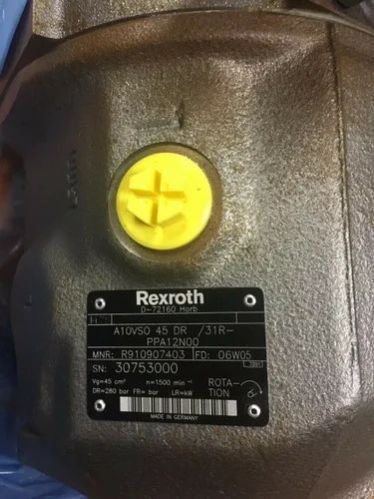 Rexroth
D-72160 Horb
A10VSO 45 DR /31R-
PPA12N00
MNR: R910907403 FD: 06W05
SN: 30753000
Vg=45 cm³ n=1500 min⁻¹ ROTA-
DR=280 bar FR= bar LR=kW TION
MADE IN GERMANY